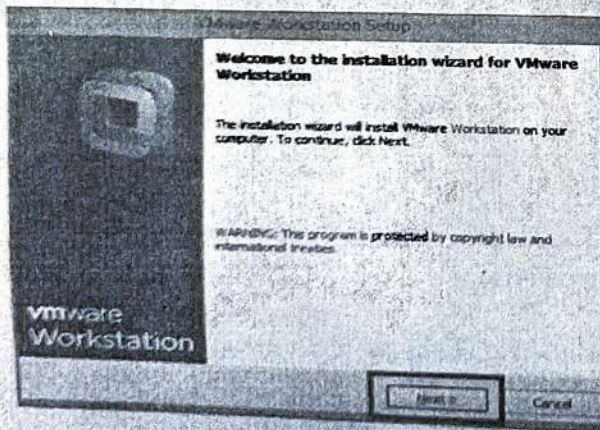 VMware Workstation Setup
Welcome to the installation wizard for VMware
Workstation
The installation wizard will install VMware Workstation on your
computer. To continue, click Next.
WARNING: This program is protected by copyright law and
international treaties.
vmware
Workstation
Next >
Cancel